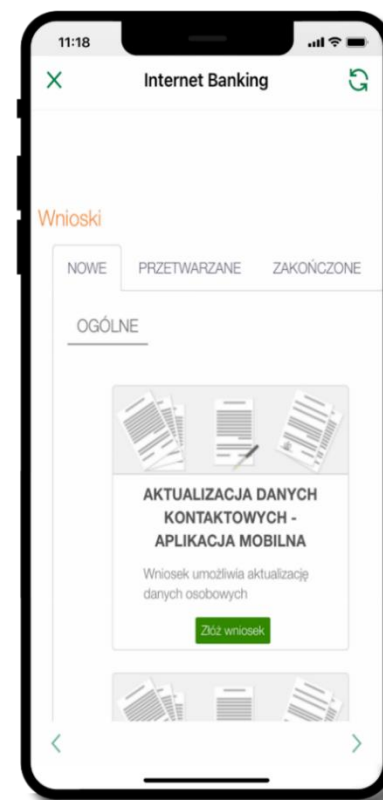 11:18
Internet Banking
Wnioski
NOWE PRZETWARZANE ZAKOŃCZONE
OGÓLNE
AKTUALIZACJA DANYCH
KONTAKTOWYCH -
APLIKACJA MOBILNA
Wniosek umożliwia aktualizację
danych osobowych
Złóż wniosek